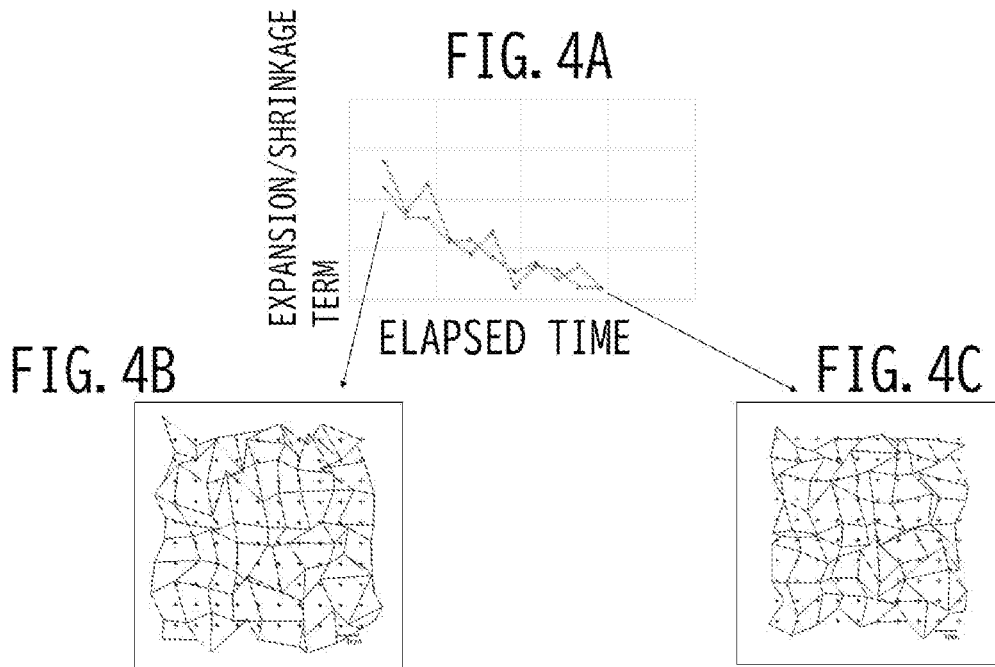 FIG. 4A
EXPANSION/SHRINKAGE
TERM
ELAPSED TIME
FIG. 4B
FIG. 4C